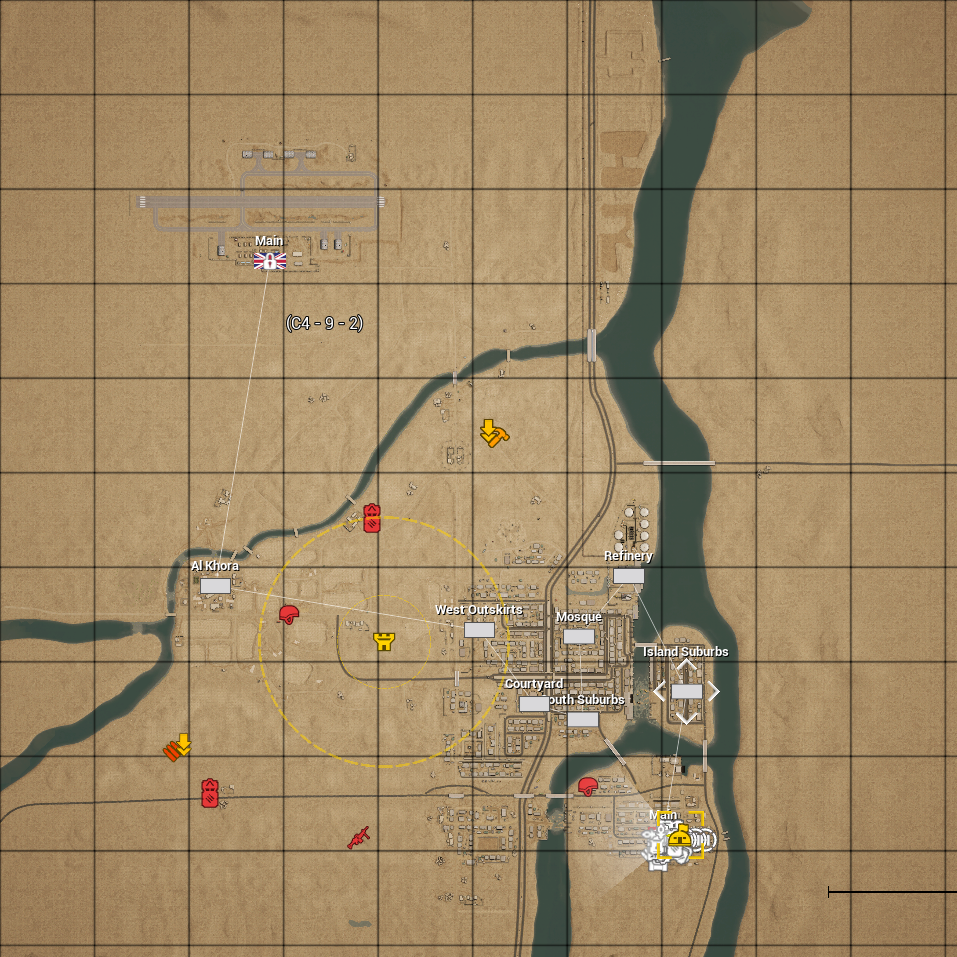 Main
(C4 - 9 - 2)
Refinery
Al Khora
West Outskirts
Mosque
Island Suburbs
Courtyard
outh Suburbs
Main